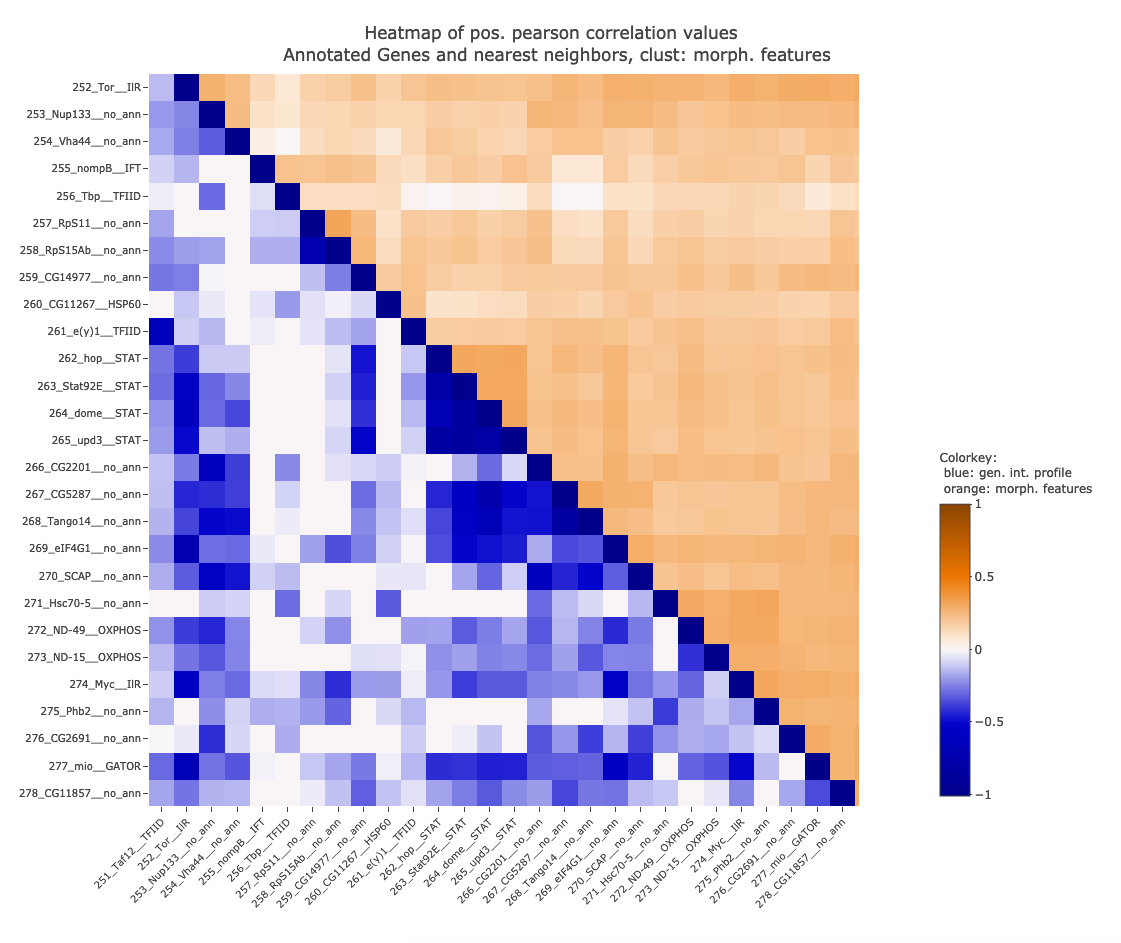 Heatmap of pos. pearson correlation values
Annotated Genes and nearest neighbors, clust: morph. features
252_Tor__IIR
253_Nup133__no_ann
254_Vha44__no_ann
255_nompB__IFT
256_Tbp__TFIID
257_RpS11__no_ann
258_RpS15Ab__no_ann
259_CG14977__no_ann
260_CG11267__HSP60
261_e(y)1__TFIID
262_hop__STAT
263_Stat92E__STAT
264_dome__STAT
265_upd3__STAT
266_CG2201__no_ann
267_CG5287__no_ann
268_Tango14__no_ann
269_eIF4G1__no_ann
270_SCAP__no_ann
271_Hsc70-5__no_ann
272_ND-49__OXPHOS
273_ND-15__OXPHOS
274_Myc__IIR
275_Phb2__no_ann
276_CG2691__no_ann
277_mio__GATOR
278_CG11857__no_ann
251_Taf12__TFIID
252_Tor__IIR
253_Nup133__no_ann
254_Vha44__no_ann
255_nompB__IFT
256_Tbp__TFIID
257_RpS11__no_ann
258_RpS15Ab__no_ann
259_CG14977__no_ann
260_CG11267__HSP60
261_e(y)1__TFIID
262_hop__STAT
263_Stat92E__STAT
264_dome__STAT
265_upd3__STAT
266_CG2201__no_ann
267_CG5287__no_ann
268_Tango14__no_ann
269_eIF4G1__no_ann
270_SCAP__no_ann
271_Hsc70-5__no_ann
272_ND-49__OXPHOS
273_ND-15__OXPHOS
274_Myc__IIR
275_Phb2__no_ann
276_CG2691__no_ann
277_mio__GATOR
278_CG11857__no_ann
Colorkey:
blue: gen. int. profile
orange: morph. features
1
0.5
0
−0.5
−1